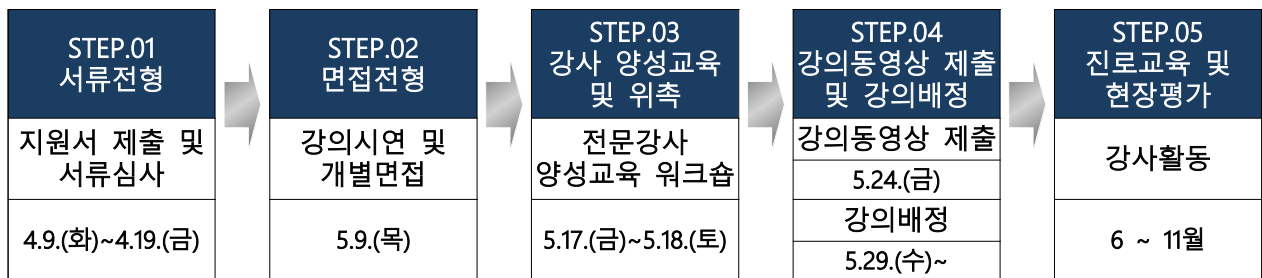 STEP.01
서류전형
지원서 제출 및
서류심사
4.9.(화)~4.19.(금)
STEP.02
면접전형
강의시연 및
개별면접
5.9.(목)
STEP.03
강사 양성교육
및 위촉
전문강사
양성교육 워크숍
5.17.(금)~5.18.(토)
STEP.04
강의동영상 제출
및 강의배정
강의동영상 제출
5.24.(금)
강의배정
5.29.(수)~
STEP.05
진로교육 및
현장평가
강사활동
6 ~ 11월